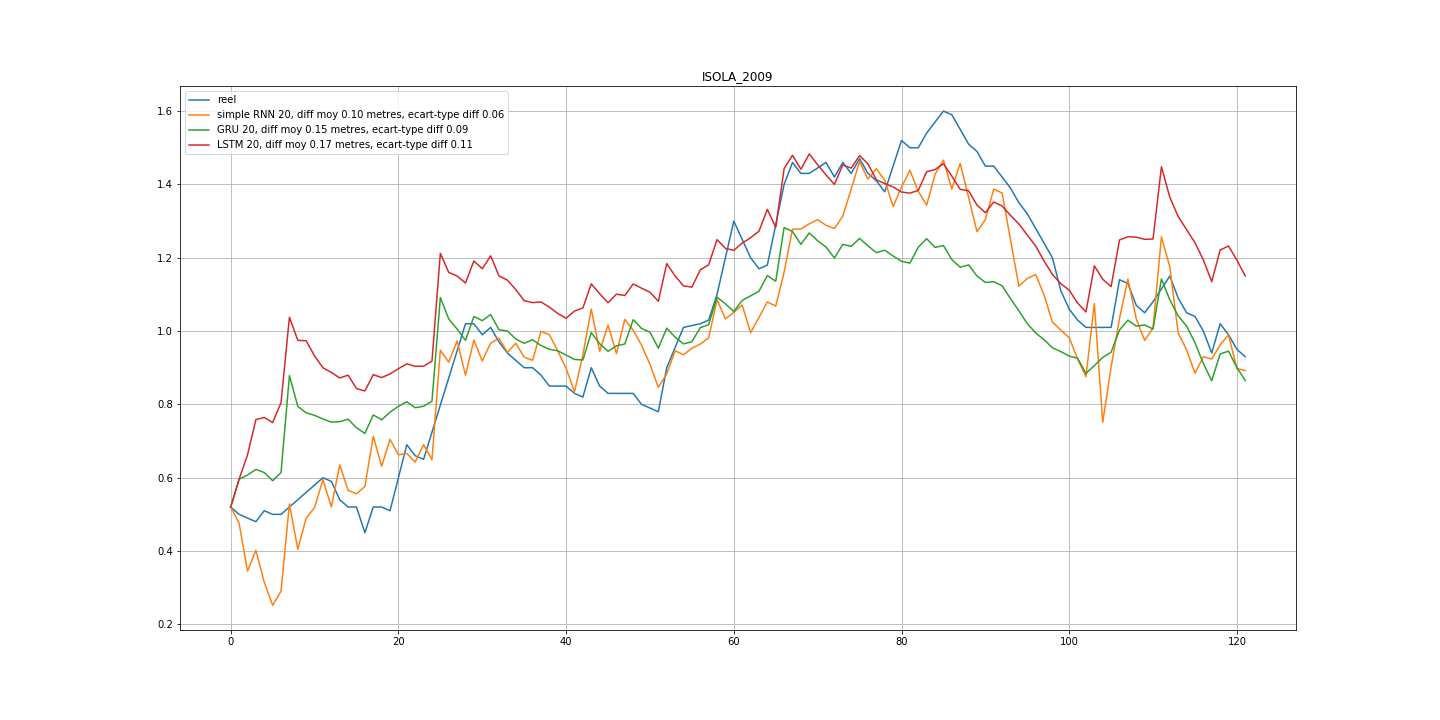 ISOLA_2009
reel
simple RNN 20, diff moy 0.10 metres, ecart-type diff 0.06
GRU 20, diff moy 0.15 metres, ecart-type diff 0.09
LSTM 20, diff moy 0.17 metres, ecart-type diff 0.11
1.6
1.4
1.2
1.0
0.8
0.6
0.4
0.2
0 20 40 60 80 100 120